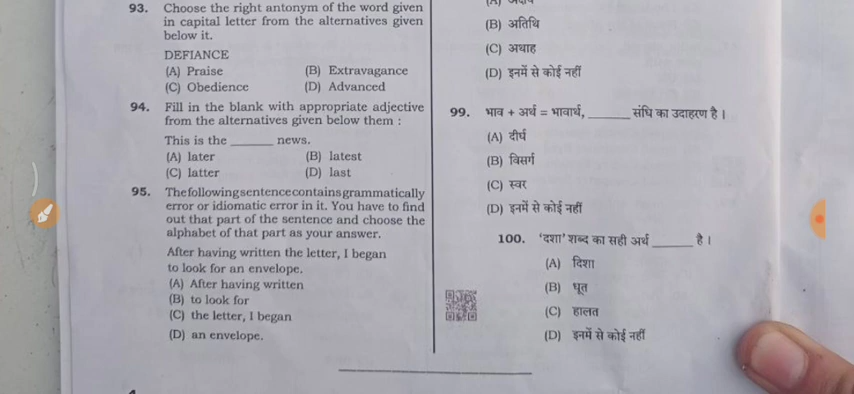 93. Choose the right antonym of the word given
in capital letter from the alternatives given
below it.
DEFIANCE
(A) Praise (B) Extravagance
(C) Obedience (D) Advanced
94. Fill in the blank with appropriate adjective
from the alternatives given below them :
This is the ______ news.
(A) later (B) latest
(C) latter (D) last
95. The following sentence contains grammatically
error or idiomatic error in it. You have to find
out that part of the sentence and choose the
alphabet of that part as your answer.
After having written the letter, I began
to look for an envelope.
(A) After having written
(B) to look for
(C) the letter, I began
(D) an envelope.
(B) अतिथि
(C) अथाह
(D) इनमें से कोई नहीं
99. भाव + अर्थ = भावार्थ, ______ संधि का उदाहरण है ।
(A) दीर्घ
(B) विसर्ग
(C) स्वर
(D) इनमें से कोई नहीं
100. ‘दशा’ शब्द का सही अर्थ ______ है ।
(A) दिशा
(B) धूत
(C) हालत
(D) इनमें से कोई नहीं